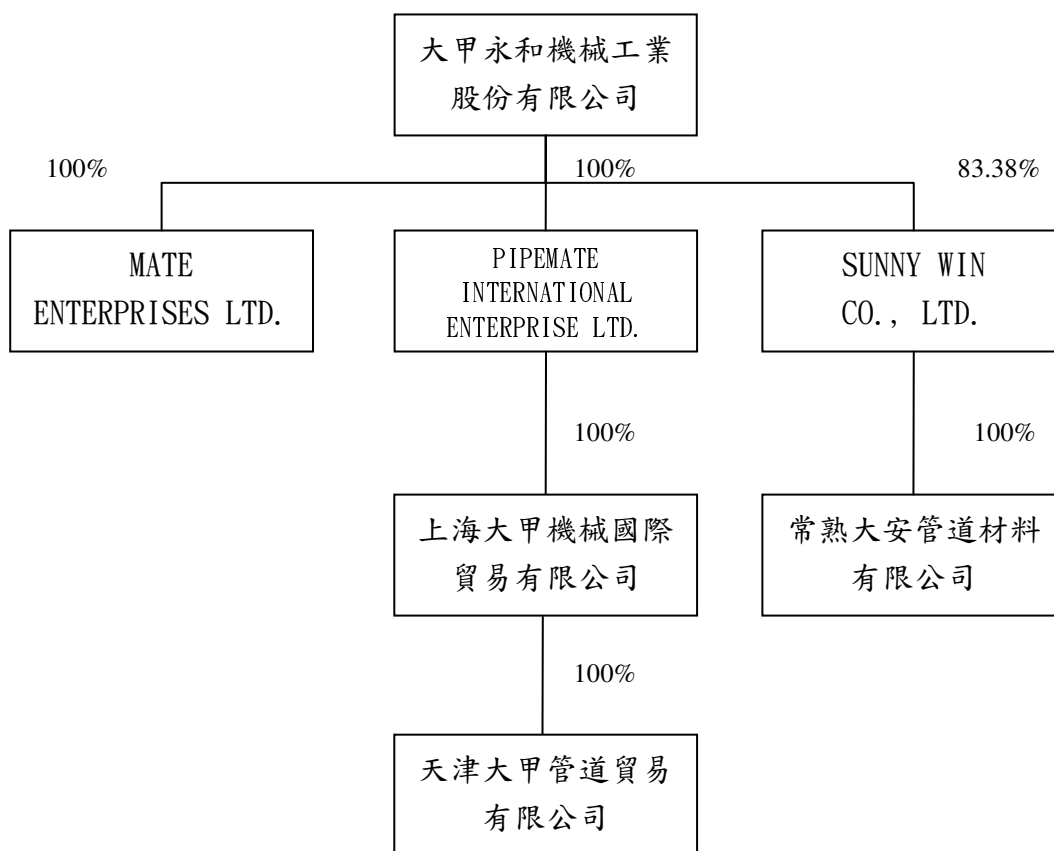 大甲永和機械工業
股份有限公司
100%
100%
83.38%
MATE
ENTERPRISES LTD.
PIPEMATE
INTERNATIONAL
ENTERPRISE LTD.
SUNNY WIN
CO., LTD.
100%
100%
上海大甲機械國際
貿易有限公司
常熟大安管道材料
有限公司
100%
天津大甲管道貿易
有限公司